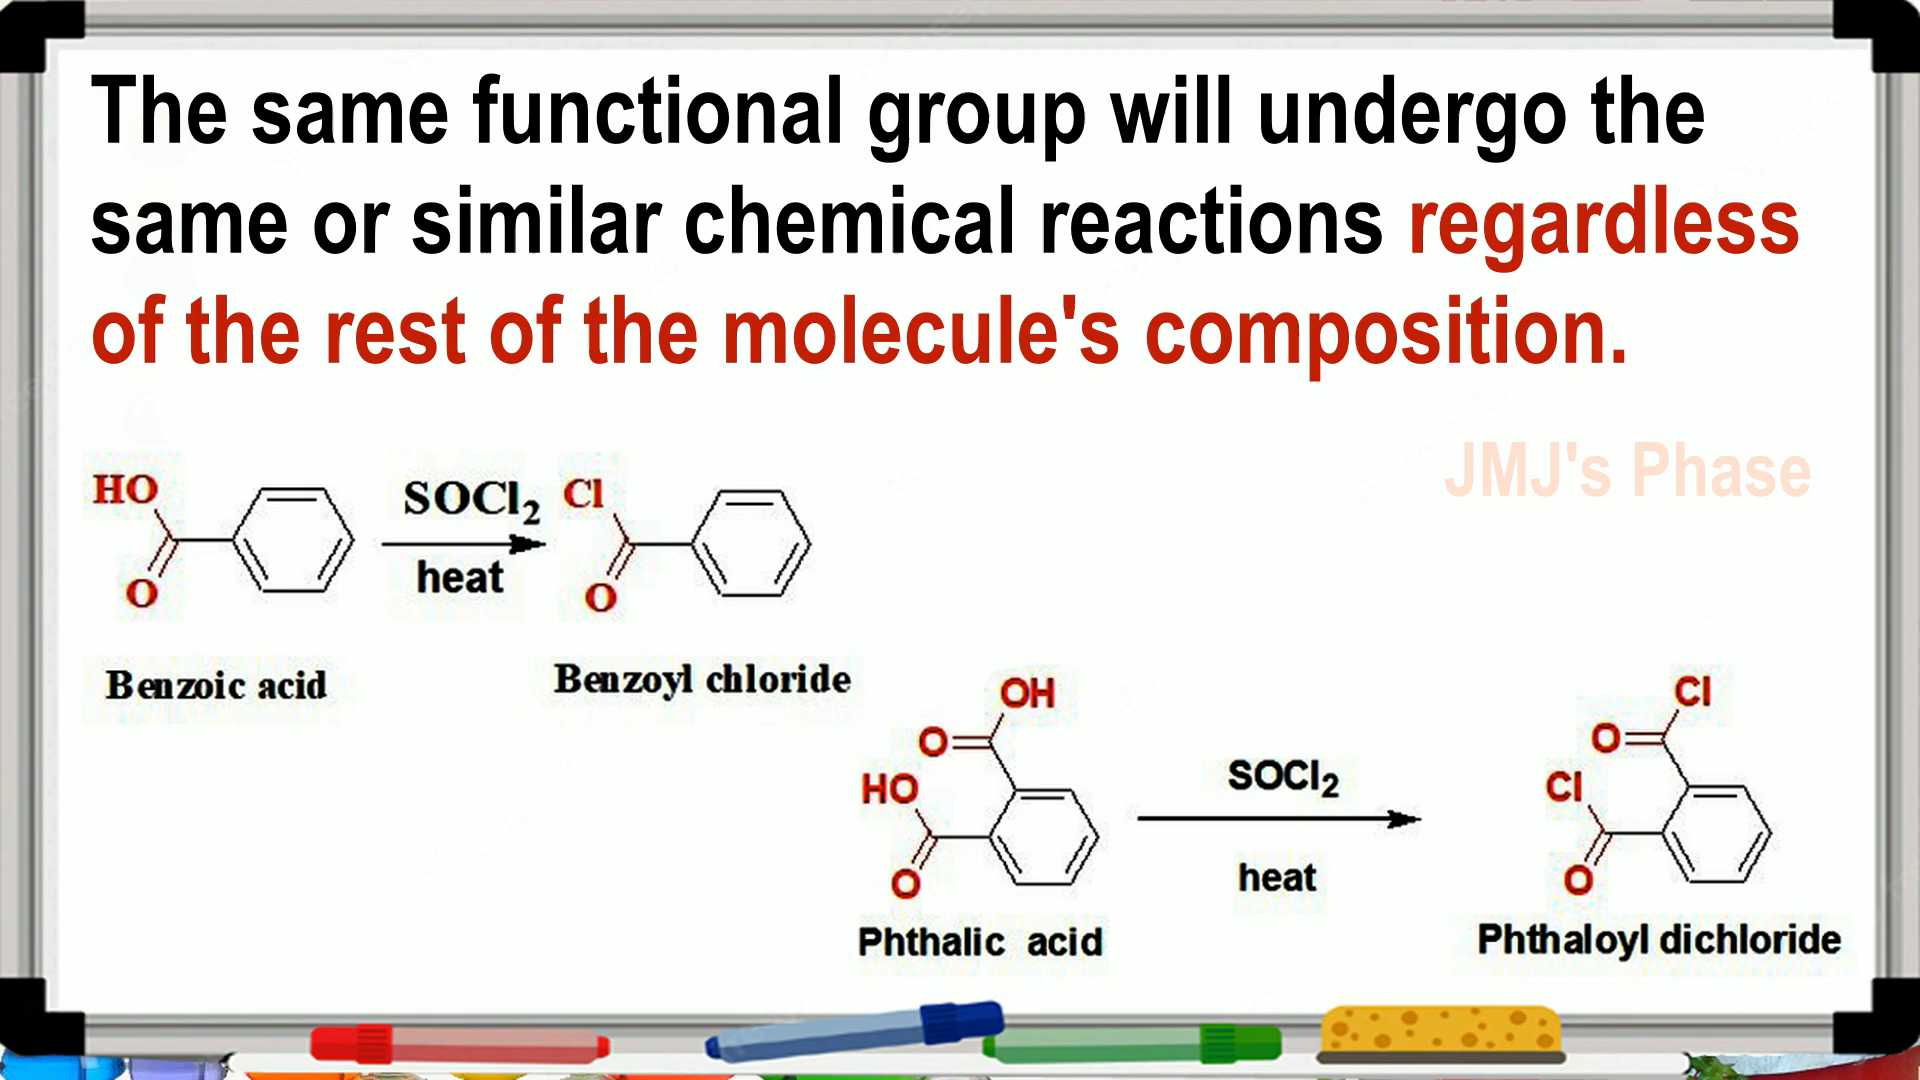 The same functional group will undergo the
same or similar chemical reactions regardless
of the rest of the molecule's composition.
JMJ's Phase
HO
O
SOCl₂
heat
Cl
O
Benzoic acid
Benzoyl chloride
OH
O
HO
O
SOCl₂
heat
Cl
O
Cl
O
Phthalic acid
Phthaloyl dichloride